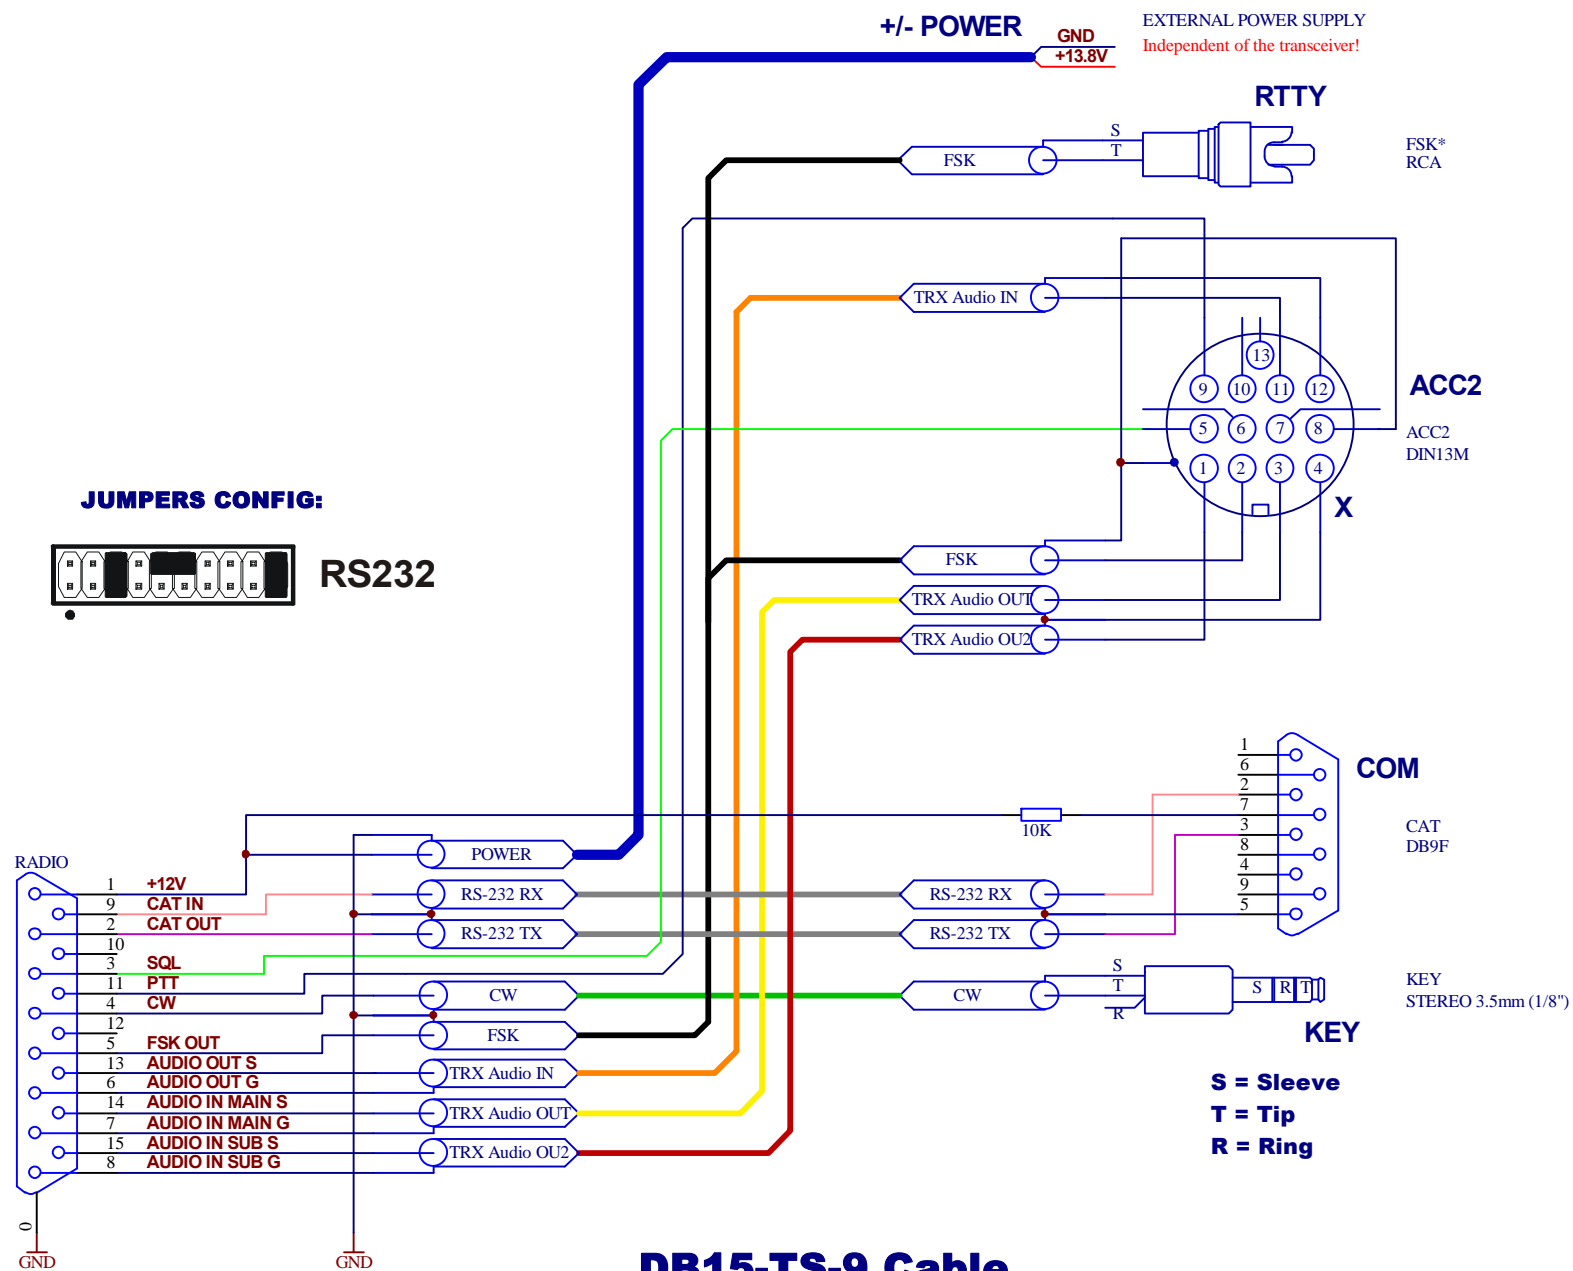 +/- POWER
GND
+13.8V
EXTERNAL POWER SUPPLY
Independent of the transceiver!
RTTY
S
T
FSK
FSK*
RCA
TRX Audio IN
13
9
10
11
12
ACC2
5
6
7
8
ACC2
DIN13M
1
2
3
4
X
JUMPERS CONFIG:
RS232
FSK
TRX Audio OUT
TRX Audio OU2
1
6
2
7
3
8
4
9
5
COM
CAT
DB9F
10K
RADIO
POWER
1 +12V
9 CAT IN
2 CAT OUT
10
3 SQL
11 PTT
4 CW
12
5 FSK OUT
13 AUDIO OUT S
6 AUDIO OUT G
14 AUDIO IN MAIN S
7 AUDIO IN MAIN G
15 AUDIO IN SUB S
8 AUDIO IN SUB G
RS-232 RX
RS-232 TX
RS-232 RX
RS-232 TX
CW
FSK
TRX Audio IN
TRX Audio OUT
TRX Audio OU2
CW
S
T
R
S R T
KEY
STEREO 3.5mm (1/8")
KEY
S = Sleeve
T = Tip
R = Ring
0
GND
GND
DB15-TS-9 Cable